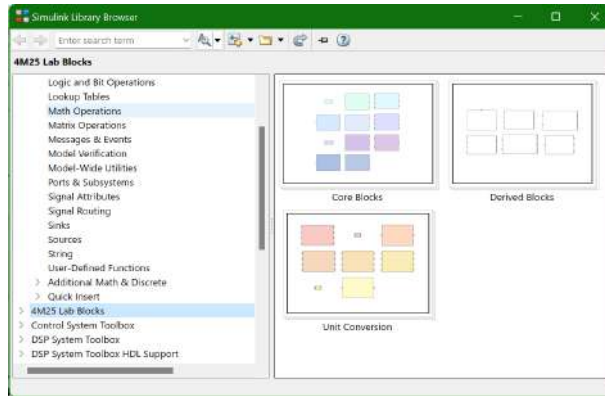 Simulink Library Browser
Enter search term
4M25 Lab Blocks
Logic and Bit Operations
Lookup Tables
Math Operations
Matrix Operations
Messages & Events
Model Verification
Model-Wide Utilities
Ports & Subsystems
Signal Attributes
Signal Routing
Sinks
Sources
String
User-Defined Functions
Additional Math & Discrete
Quick Insert
4M25 Lab Blocks
Control System Toolbox
DSP System Toolbox
DSP System Toolbox HDL Support
Core Blocks
Derived Blocks
Unit Conversion